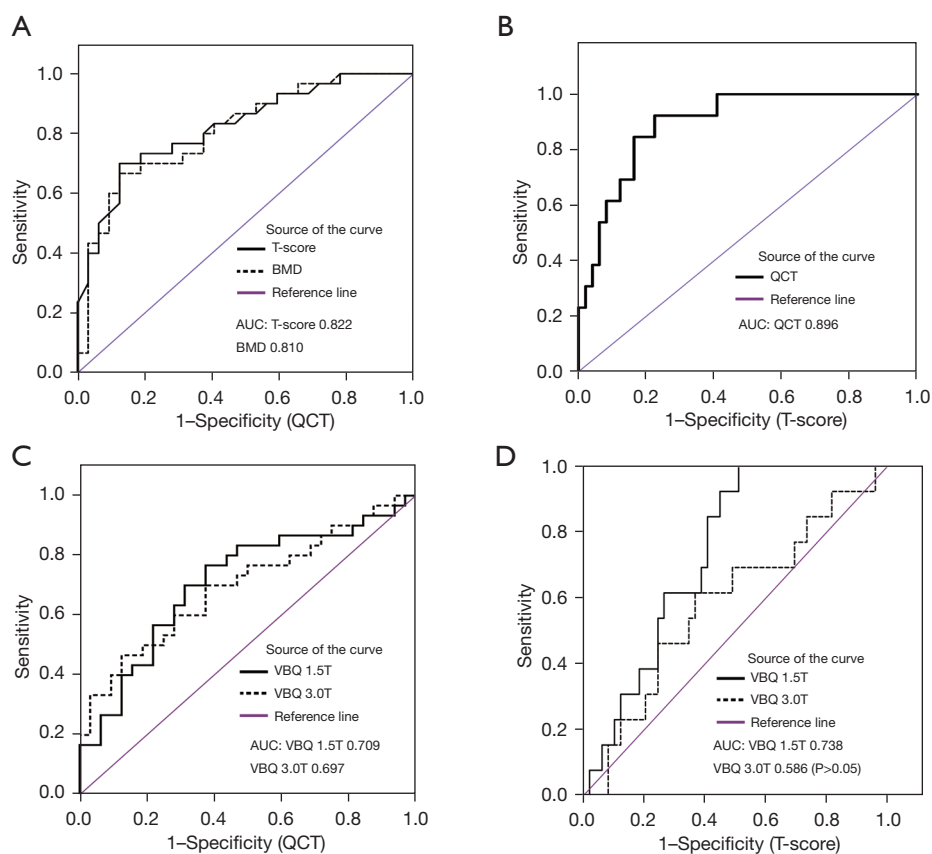 A
Sensitivity
1.0
0.8
0.6
0.4
0.2
0.0
Source of the curve
T-score
BMD
Reference line
AUC: T-score 0.822
BMD 0.810
0.0 0.2 0.4 0.6 0.8 1.0
1–Specificity (QCT)
B
Sensitivity
1.0
0.8
0.6
0.4
0.2
0.0
Source of the curve
QCT
Reference line
AUC: QCT 0.896
0.0 0.2 0.4 0.6 0.8 1.0
1–Specificity (T-score)
C
Sensitivity
1.0
0.8
0.6
0.4
0.2
0.0
Source of the curve
VBQ 1.5T
VBQ 3.0T
Reference line
AUC: VBQ 1.5T 0.709
VBQ 3.0T 0.697
0.0 0.2 0.4 0.6 0.8 1.0
1–Specificity (QCT)
D
Sensitivity
1.0
0.8
0.6
0.4
0.2
0.0
Source of the curve
VBQ 1.5T
VBQ 3.0T
Reference line
AUC: VBQ 1.5T 0.738
VBQ 3.0T 0.586 (P>0.05)
0.0 0.2 0.4 0.6 0.8 1.0
1–Specificity (T-score)